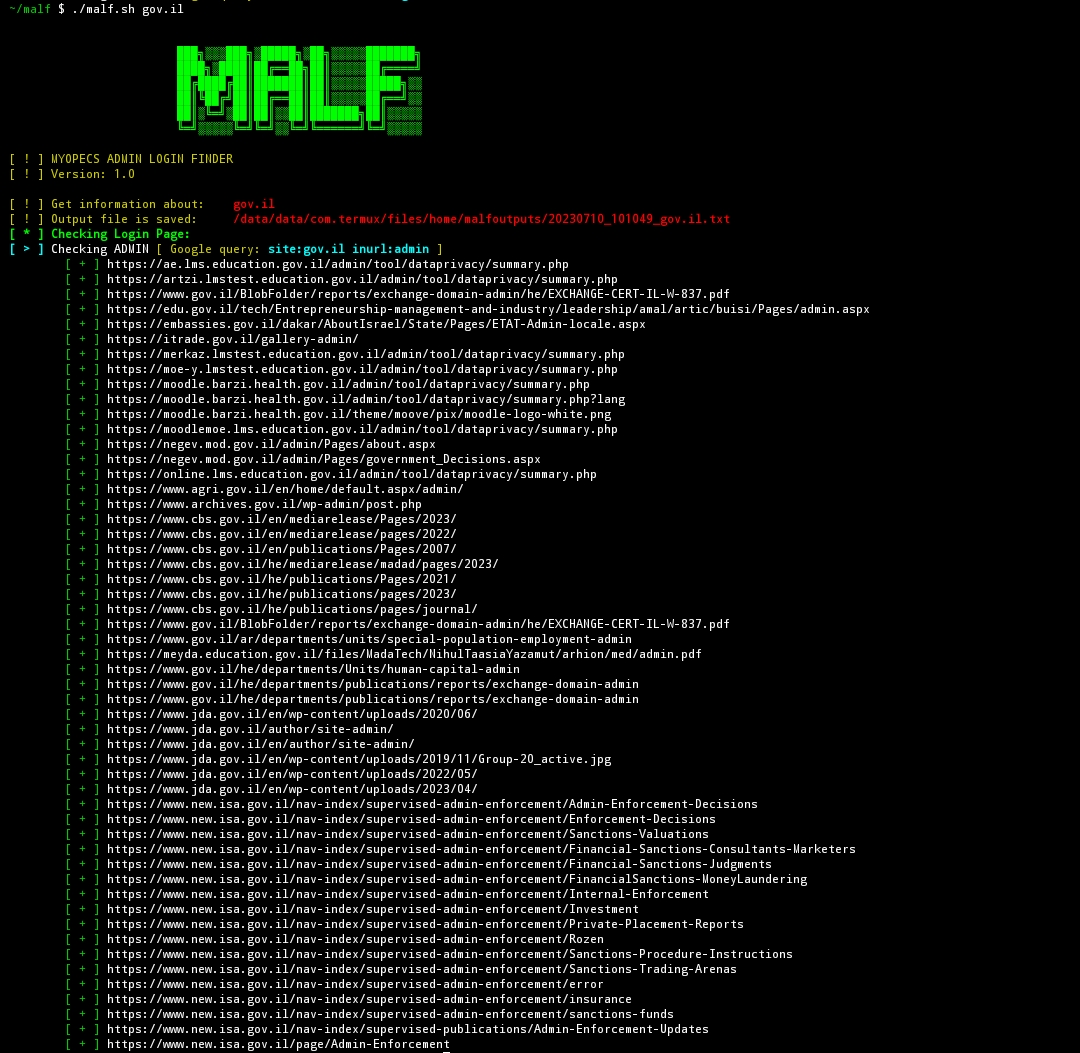 ~/malf $ ./malf.sh gov.il
MALF
[ ! ] MYOPECS ADMIN LOGIN FINDER
[ ! ] Version: 1.0
[ ! ] Get information about: gov.il
[ ! ] Output file is saved: /data/data/com.termux/files/home/malfoutputs/20230710_101049_gov.il.txt
[ * ] Checking Login Page:
[ > ] Checking ADMIN [ Google query: site:gov.il inurl:admin ]
[ + ] https://ae.lms.education.gov.il/admin/tool/dataprivacy/summary.php
[ + ] https://artzi.lmstest.education.gov.il/admin/tool/dataprivacy/summary.php
[ + ] https://www.gov.il/BlobFolder/reports/exchange-domain-admin/he/EXCHANGE-CERT-IL-W-837.pdf
[ + ] https://edu.gov.il/tech/Entrepreneurship-management-and-industry/leadership/amal/artic/buisi/Pages/admin.aspx
[ + ] https://embassies.gov.il/dakar/AboutIsrael/State/Pages/ETAT-Admin-locale.aspx
[ + ] https://itrade.gov.il/gallery-admin/
[ + ] https://merkaz.lmstest.education.gov.il/admin/tool/dataprivacy/summary.php
[ + ] https://moe-y.lmstest.education.gov.il/admin/tool/dataprivacy/summary.php
[ + ] https://moodle.barzi.health.gov.il/admin/tool/dataprivacy/summary.php
[ + ] https://moodle.barzi.health.gov.il/admin/tool/dataprivacy/summary.php?lang
[ + ] https://moodle.barzi.health.gov.il/theme/moove/pix/moodle-logo-white.png
[ + ] https://moodlemoe.lms.education.gov.il/admin/tool/dataprivacy/summary.php
[ + ] https://negev.mod.gov.il/admin/Pages/about.aspx
[ + ] https://negev.mod.gov.il/admin/Pages/government_Decisions.aspx
[ + ] https://online.lms.education.gov.il/admin/tool/dataprivacy/summary.php
[ + ] https://www.agri.gov.il/en/home/default.aspx/admin/
[ + ] https://www.archives.gov.il/wp-admin/post.php
[ + ] https://www.cbs.gov.il/en/mediarelease/Pages/2023/
[ + ] https://www.cbs.gov.il/en/mediarelease/pages/2022/
[ + ] https://www.cbs.gov.il/en/publications/Pages/2007/
[ + ] https://www.cbs.gov.il/he/mediarelease/madad/pages/2023/
[ + ] https://www.cbs.gov.il/he/publications/Pages/2021/
[ + ] https://www.cbs.gov.il/he/publications/pages/2023/
[ + ] https://www.cbs.gov.il/he/publications/pages/journal/
[ + ] https://www.gov.il/BlobFolder/reports/exchange-domain-admin/he/EXCHANGE-CERT-IL-W-837.pdf
[ + ] https://www.gov.il/ar/departments/units/special-population-employment-admin
[ + ] https://meyda.education.gov.il/files/MadaTech/NihulTaasiaYazamut/arhion/med/admin.pdf
[ + ] https://www.gov.il/he/departments/Units/human-capital-admin
[ + ] https://www.gov.il/he/departments/publications/reports/exchange-domain-admin
[ + ] https://www.gov.il/he/departments/publications/reports/exchange-domain-admin
[ + ] https://www.jda.gov.il/en/wp-content/uploads/2020/06/
[ + ] https://www.jda.gov.il/author/site-admin/
[ + ] https://www.jda.gov.il/en/author/site-admin/
[ + ] https://www.jda.gov.il/en/wp-content/uploads/2019/11/Group-20_active.jpg
[ + ] https://www.jda.gov.il/en/wp-content/uploads/2022/05/
[ + ] https://www.jda.gov.il/en/wp-content/uploads/2023/04/
[ + ] https://www.new.isa.gov.il/nav-index/supervised-admin-enforcement/Admin-Enforcement-Decisions
[ + ] https://www.new.isa.gov.il/nav-index/supervised-admin-enforcement/Enforcement-Decisions
[ + ] https://www.new.isa.gov.il/nav-index/supervised-admin-enforcement/Sanctions-Valuations
[ + ] https://www.new.isa.gov.il/nav-index/supervised-admin-enforcement/Financial-Sanctions-Consultants-Marketers
[ + ] https://www.new.isa.gov.il/nav-index/supervised-admin-enforcement/Financial-Sanctions-Judgments
[ + ] https://www.new.isa.gov.il/nav-index/supervised-admin-enforcement/FinancialSanctions-MoneyLaundering
[ + ] https://www.new.isa.gov.il/nav-index/supervised-admin-enforcement/Internal-Enforcement
[ + ] https://www.new.isa.gov.il/nav-index/supervised-admin-enforcement/Investment
[ + ] https://www.new.isa.gov.il/nav-index/supervised-admin-enforcement/Private-Placement-Reports
[ + ] https://www.new.isa.gov.il/nav-index/supervised-admin-enforcement/Rozen
[ + ] https://www.new.isa.gov.il/nav-index/supervised-admin-enforcement/Sanctions-Procedure-Instructions
[ + ] https://www.new.isa.gov.il/nav-index/supervised-admin-enforcement/Sanctions-Trading-Arenas
[ + ] https://www.new.isa.gov.il/nav-index/supervised-admin-enforcement/error
[ + ] https://www.new.isa.gov.il/nav-index/supervised-admin-enforcement/insurance
[ + ] https://www.new.isa.gov.il/nav-index/supervised-admin-enforcement/sanctions-funds
[ + ] https://www.new.isa.gov.il/nav-index/supervised-publications/Admin-Enforcement-Updates
[ + ] https://www.new.isa.gov.il/page/Admin-Enforcement